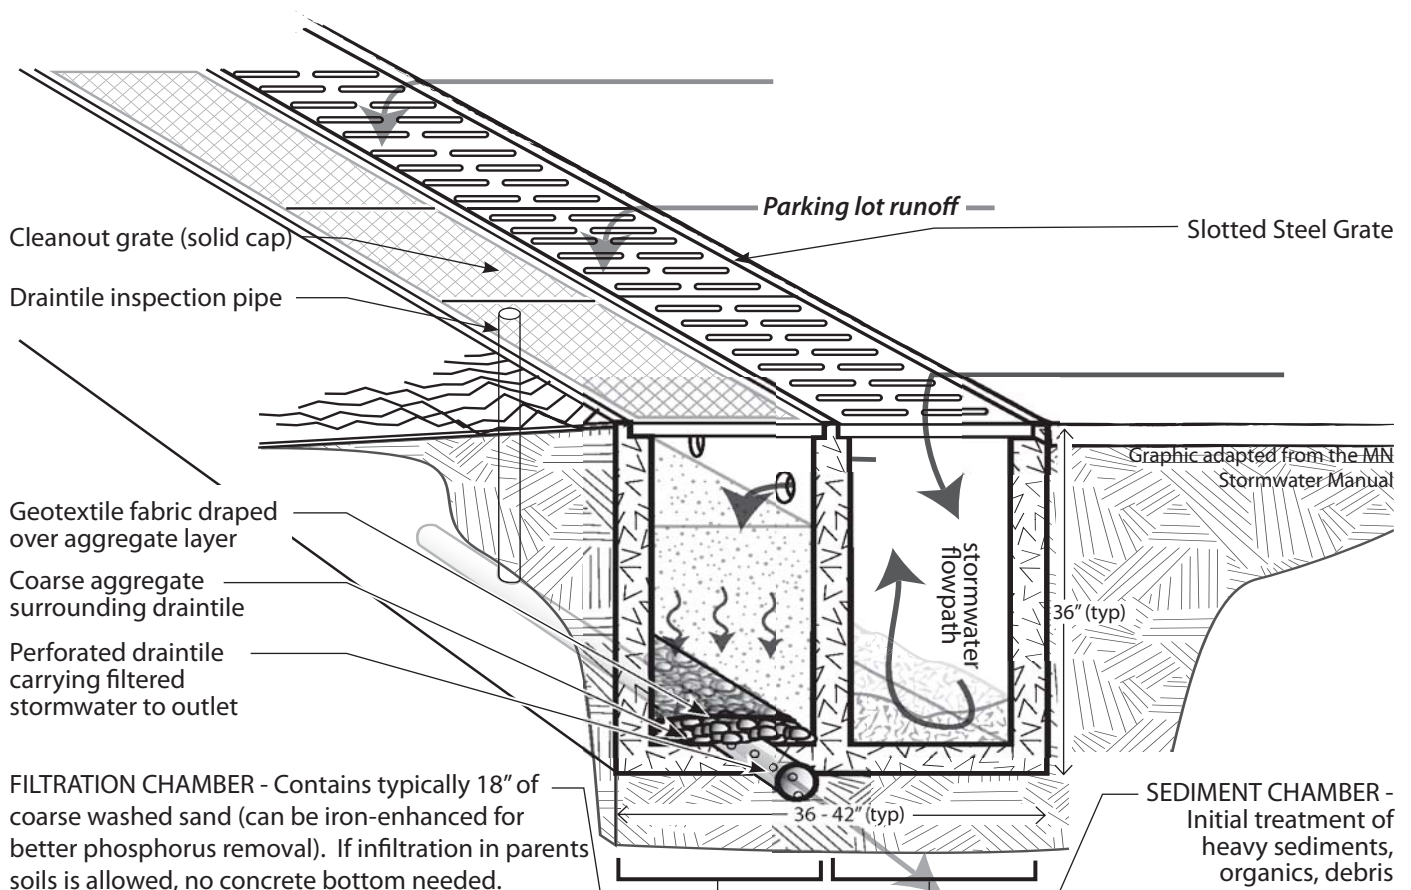 Parking lot runoff
Cleanout grate (solid cap)
Slotted Steel Grate
Draintile inspection pipe
Graphic adapted from the MN
Stormwater Manual
Geotextile fabric draped
over aggregate layer
stormwater
flowpath
Coarse aggregate
surrounding draintile
36” (typ)
Perforated draintile
carrying filtered
stormwater to outlet
FILTRATION CHAMBER - Contains typically 18” of
coarse washed sand (can be iron-enhanced for
better phosphorus removal).  If infiltration in parents
soils is allowed, no concrete bottom needed.
36 - 42” (typ)
SEDIMENT CHAMBER -
Initial treatment of
heavy sediments,
organics, debris